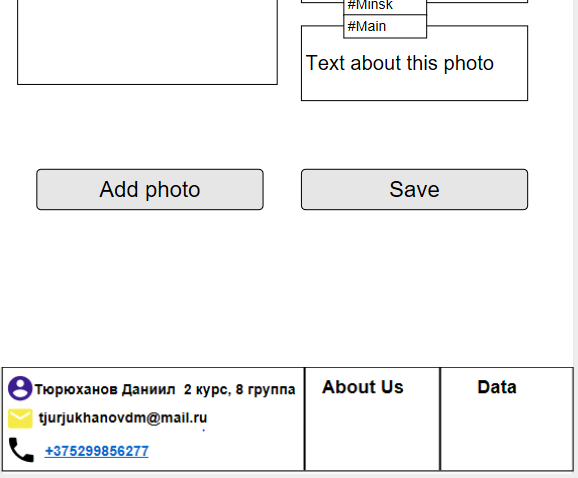 #Minsk
#Main
Text about this photo
Add photo
Save
Тюрюханов Даниил 2 курс, 8 группа
About Us
Data
tjurjukhanovdm@mail.ru
+375299856277